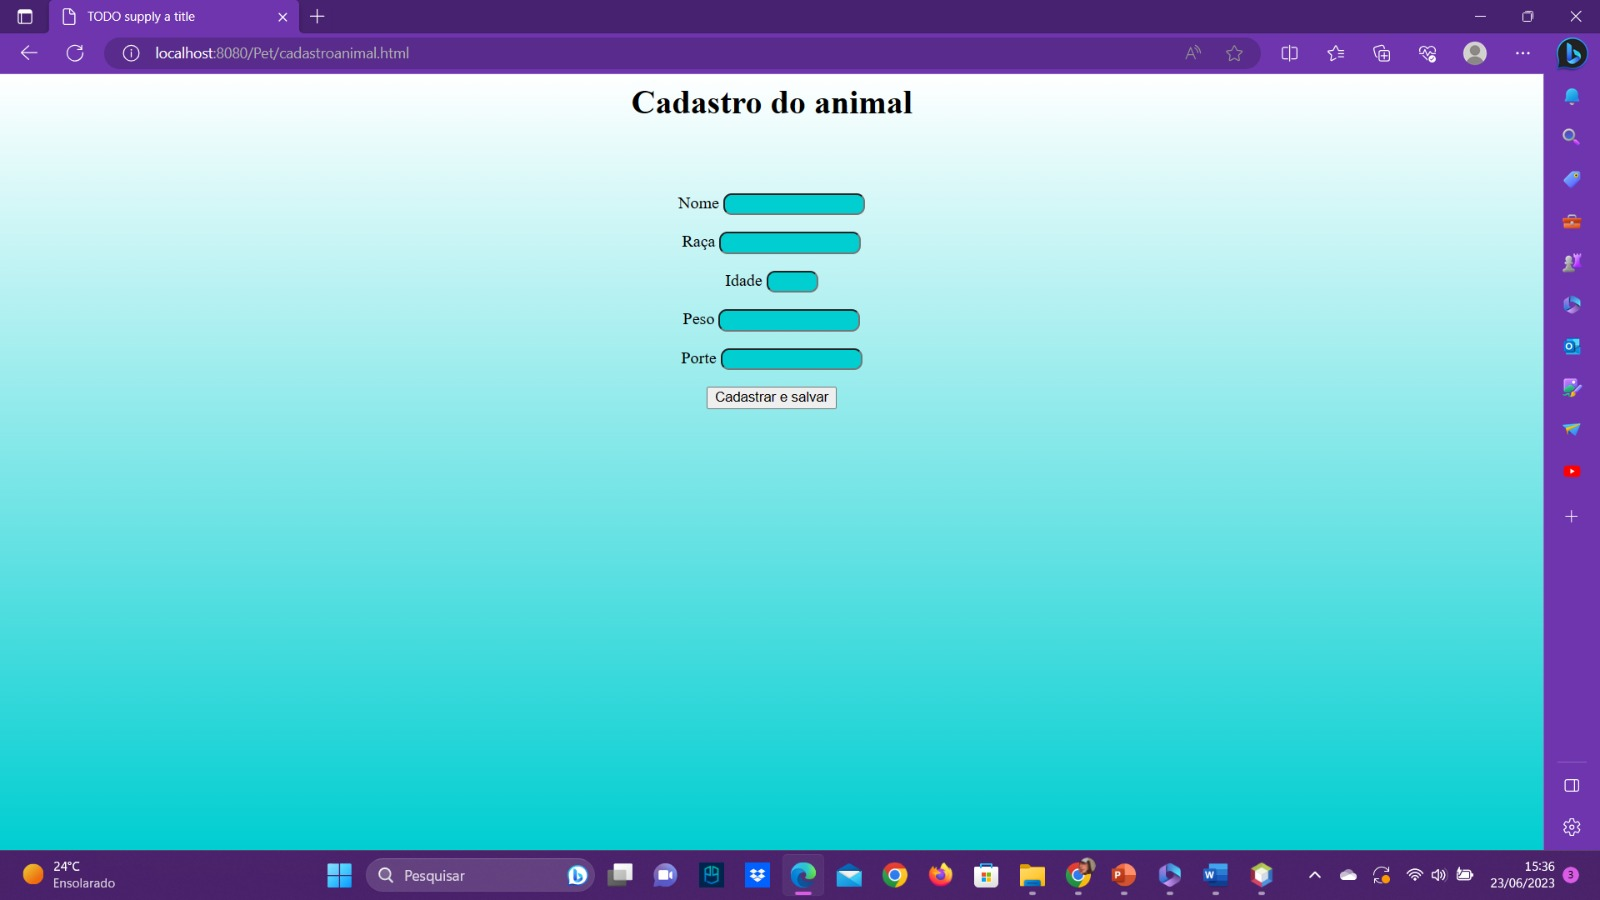 TODO supply a title
localhost:8080/Pet/cadastroanimal.html
Cadastro do animal
Nome
Raça
Idade
Peso
Porte
Cadastrar e salvar
24°C
Ensolarado
Pesquisar
15:36
23/06/2023
3